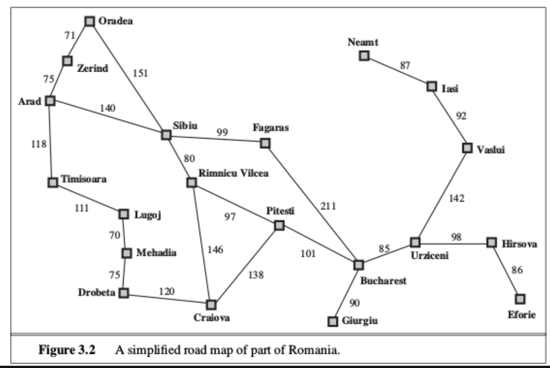 Oradea
71
Neamt
Zerind
87
151
75
Iasi
Arad
140
92
Sibiu
99
Fagaras
118
Vaslui
80
Timisoara
Rimnicu Vilcea
142
111
211
Lugoj
97
Pitesti
70
98
Hirsova
85
Mehadia
146
101
Urziceni
75
138
86
Bucharest
Drobeta
120
90
Craiova
Giurgiu
Eforie
Figure 3.2 A simplified road map of part of Romania.